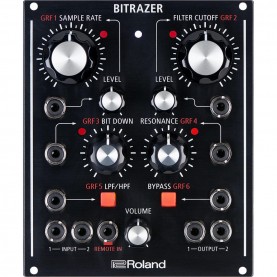 BITRAZER
GRF1 SAMPLE RATE
FILTER CUTOFF GRF2
LEVEL
LEVEL
GRF3 BIT DOWN
RESONANCE GRF4
GRF5 LPF/HPF
BYPASS GRF6
VOLUME
1 INPUT 2
REMOTE IN
1 OUTPUT 2
Roland